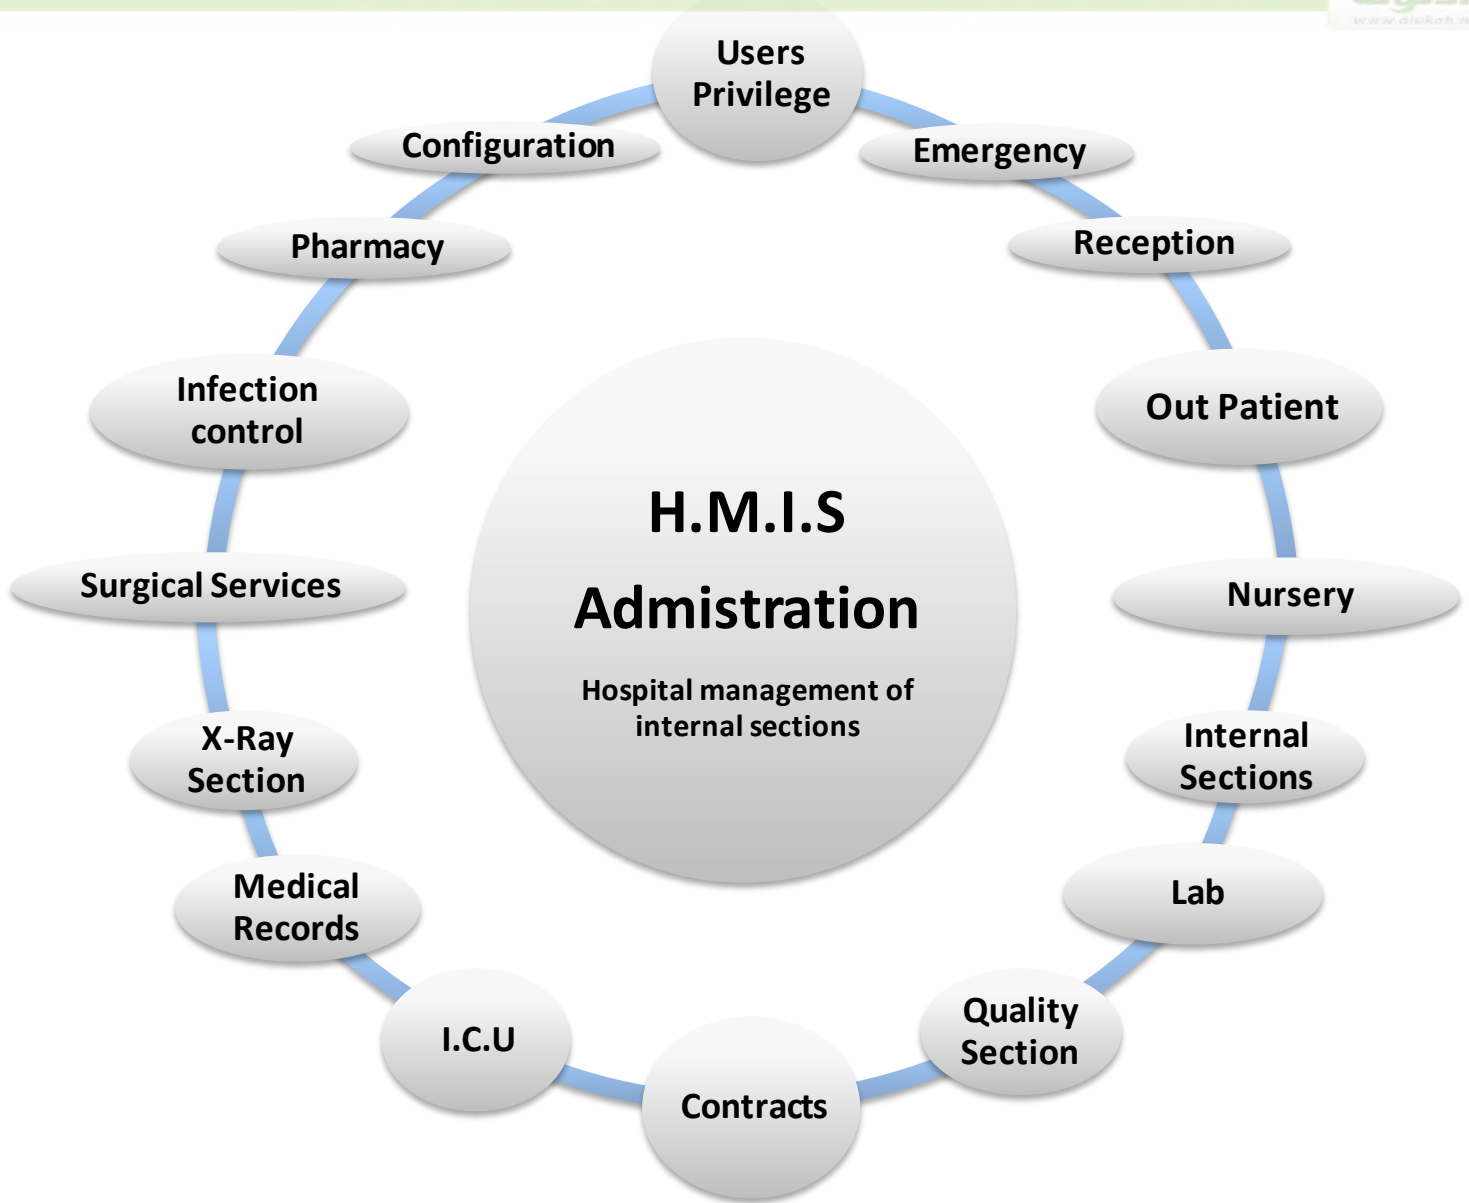 Users
Privilege
Emergency
Reception
Out Patient
Nursery
Internal
Sections
Lab
Quality
Section
Contracts
I.C.U
Medical
Records
X-Ray
Section
Surgical Services
Infection
control
Pharmacy
Configuration
H.M.I.S
Admistration
Hospital management of
internal sections